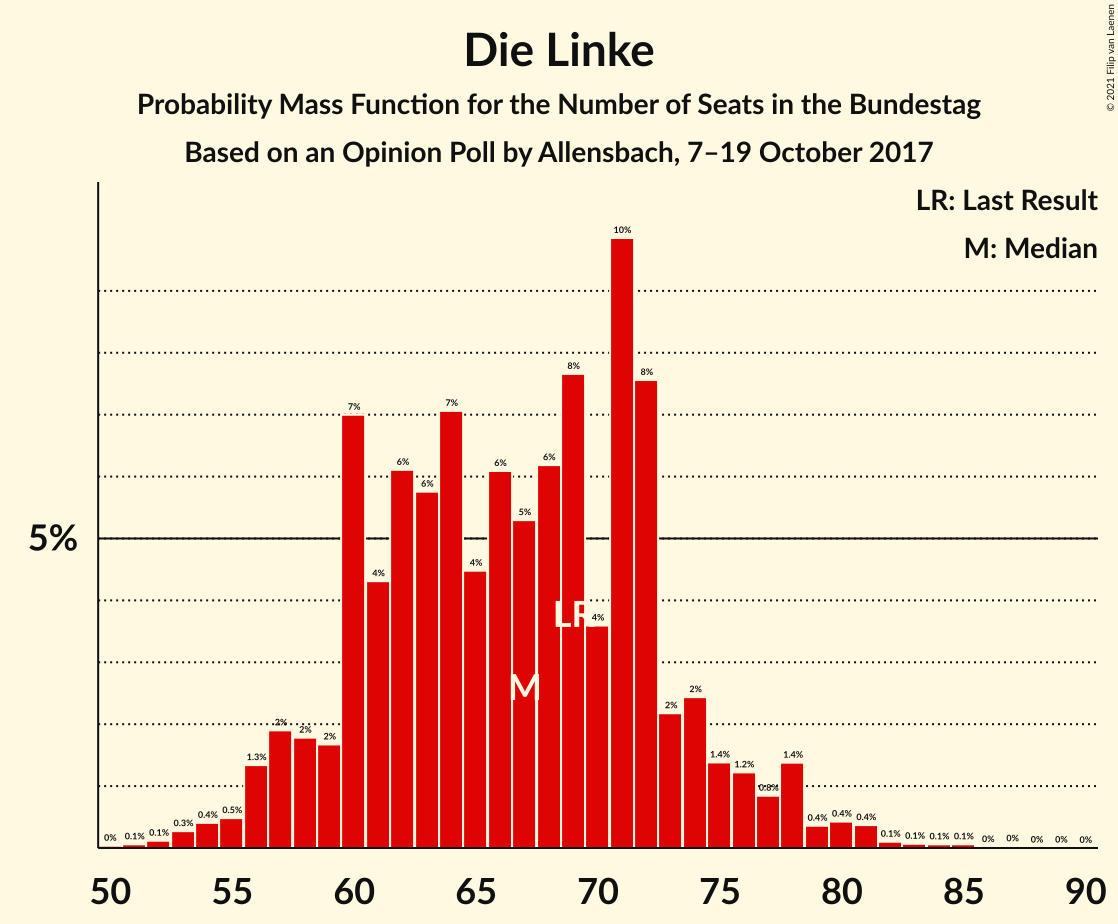 Die Linke
Probability Mass Function for the Number of Seats in the Bundestag
Based on an Opinion Poll by Allensbach, 7–19 October 2017
© 2021 Filip van Laenen
LR: Last Result
M: Median
5%
0% 0.1% 0.1% 0.3% 0.4% 0.5% 1.3% 2% 2% 2% 7% 4% 6% 6% 7% 4% 6% 5% 6% 8% 4% 10% 8% 2% 2% 1.4% 1.2% 0.8% 1.4% 0.4% 0.4% 0.4% 0.1% 0.1% 0.1% 0.1% 0% 0% 0% 0% 0%
LR
M
50 55 60 65 70 75 80 85 90